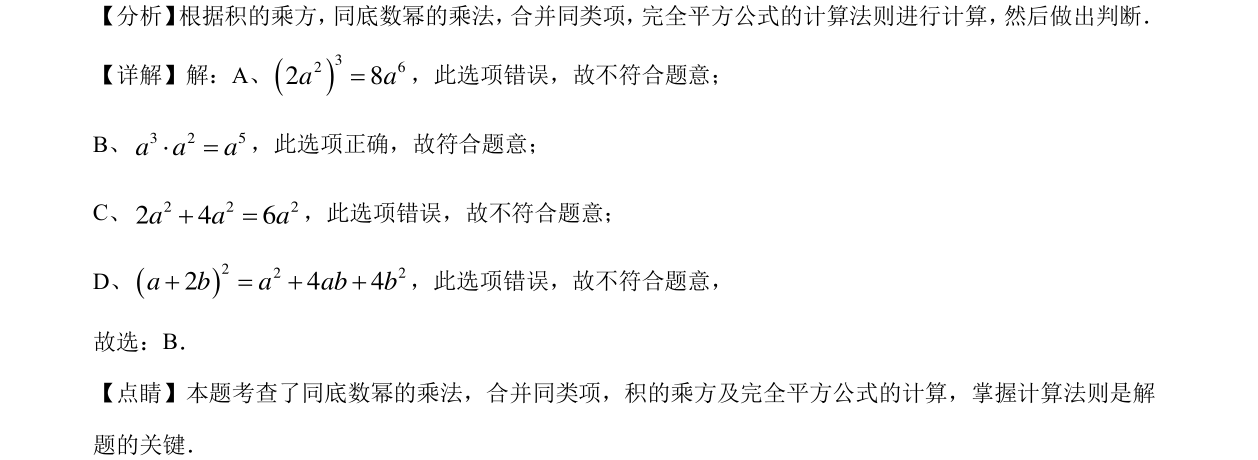 【分析】根据积的乘方，同底数幂的乘法，合并同类项，完全平方公式的计算法则进行计算，然后做出判断．
【详解】解：A、(2a²)³=8a⁶，此选项错误，故不符合题意；
B、a³·a²=a⁵，此选项正确，故符合题意；
C、2a²+4a²=6a²，此选项错误，故不符合题意；
D、(a+2b)²=a²+4ab+4b²，此选项错误，故不符合题意，
故选：B．
【点睛】本题考查了同底数幂的乘法，合并同类项，积的乘方及完全平方公式的计算，掌握计算法则是解
题的关键．